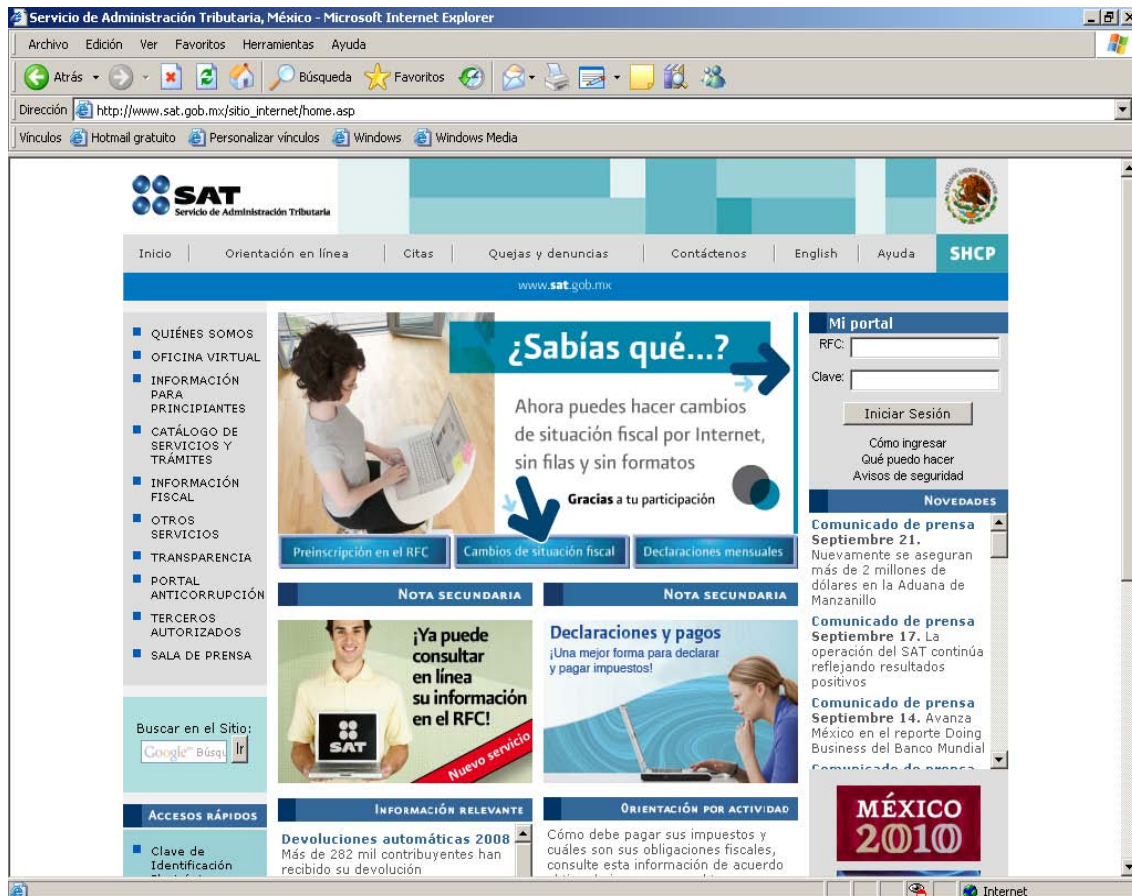 Servicio de Administración Tributaria, México - Microsoft Internet Explorer
Archivo Edición Ver Favoritos Herramientas Ayuda
Atrás Búsqueda Favoritos
Dirección http://www.sat.gob.mx/sitio_internet/home.asp
Vínculos Hotmail gratuito Personalizar vínculos Windows Windows Media
SAT
Servicio de Administración Tributaria
ESTADOS UNIDOS MEXICANOS
Inicio Orientación en línea Citas Quejas y denuncias Contáctenos English Ayuda SHCP
www.sat.gob.mx
QUIÉNES SOMOS
OFICINA VIRTUAL
INFORMACIÓN
PARA
PRINCIPIANTES
CATÁLOGO DE
SERVICIOS Y
TRÁMITES
INFORMACIÓN
FISCAL
OTROS
SERVICIOS
TRANSPARENCIA
PORTAL
ANTICORRUPCIÓN
TERCEROS
AUTORIZADOS
SALA DE PRENSA
Buscar en el Sitio:
Google™ Búsqu Ir
ACCESOS RÁPIDOS
Clave de
Identificación
¿Sabías qué...?
Ahora puedes hacer cambios
de situación fiscal por Internet,
sin filas y sin formatos
Gracias a tu participación
Preinscripción en el RFC Cambios de situación fiscal Declaraciones mensuales
NOTA SECUNDARIA
¡Ya puede
consultar
en línea
su información
en el RFC!
SAT
Nuevo servicio
NOTA SECUNDARIA
Declaraciones y pagos
¡Una mejor forma para declarar
y pagar impuestos!
INFORMACIÓN RELEVANTE
Devoluciones automáticas 2008
Más de 282 mil contribuyentes han
recibido su devolución
ORIENTACIÓN POR ACTIVIDAD
Cómo debe pagar sus impuestos y
cuáles son sus obligaciones fiscales,
consulte esta información de acuerdo
Mi portal
RFC:
Clave:
Iniciar Sesión
Cómo ingresar
Qué puedo hacer
Avisos de seguridad
NOVEDADES
Comunicado de prensa
Septiembre 21.
Nuevamente se aseguran
más de 2 millones de
dólares en la Aduana de
Manzanillo
Comunicado de prensa
Septiembre 17. La
operación del SAT continúa
reflejando resultados
positivos
Comunicado de prensa
Septiembre 14. Avanza
México en el reporte Doing
Business del Banco Mundial
Comunicado de prensa
MÉXICO
2010
Internet